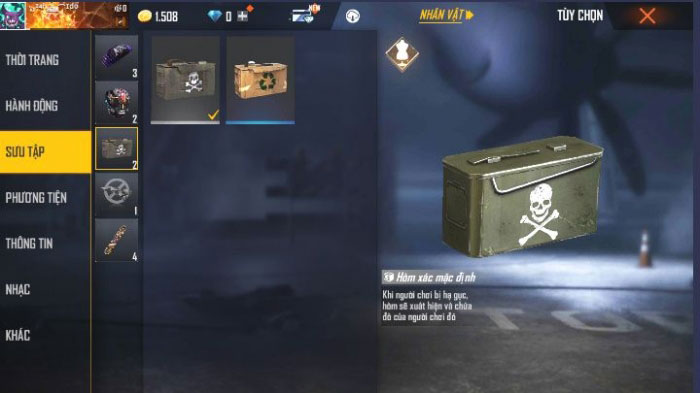 1.508
0
NEW
NHÂN VẬT
TÙY CHỌN
THỜI TRANG
3
HÀNH ĐỘNG
2
SƯU TẬP
2
PHƯƠNG TIỆN
1
THÔNG TIN
4
NHẠC
KHÁC
Hòm xác mặc định
Khi người chơi bị hạ gục,
hòm sẽ xuất hiện và chứa
đồ của người chơi đó